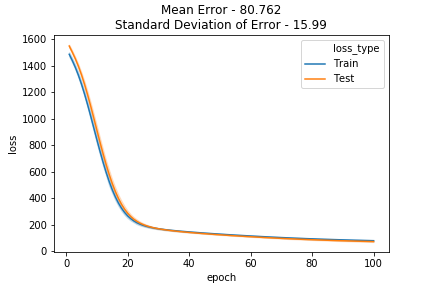 Mean Error - 80.762
Standard Deviation of Error - 15.99
loss_type
Train
Test
1600
1400
1200
1000
800
600
400
200
0
loss
0 20 40 60 80 100
epoch